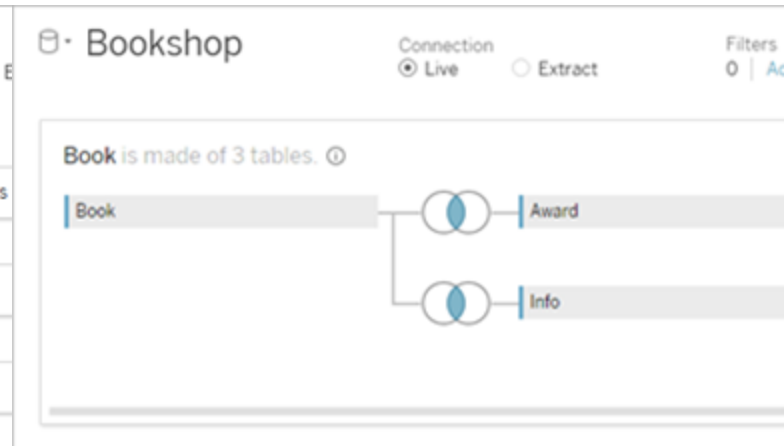 Bookshop
Connection
Live
Extract
Filters
0
Book is made of 3 tables.
Book
Award
Info